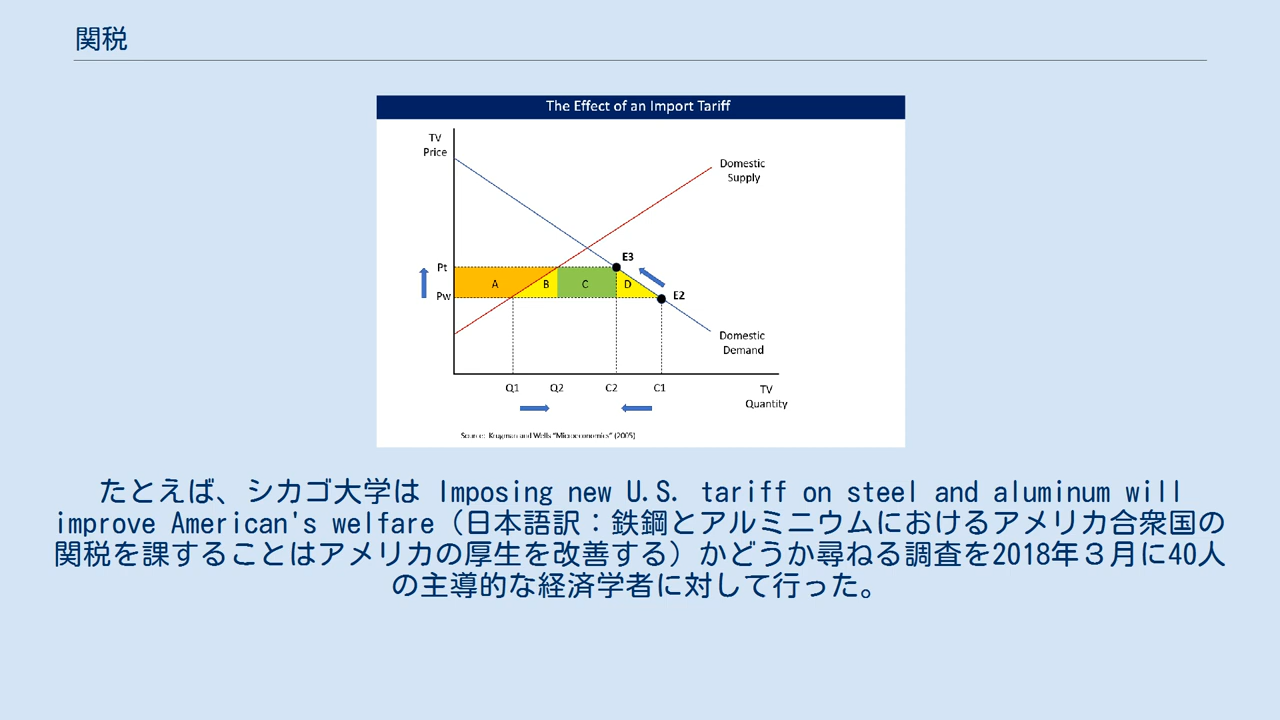 関税
The Effect of an Import Tariff
TV
Price
Domestic
Supply
E3
Pt
A
B
C
D
Pw
E2
Domestic
Demand
Q1
Q2
C2
C1
TV
Quantity
Source: Krugman and Wells "Microeconomics" (2005)
たとえば、シカゴ大学は Imposing new U.S. tariff on steel and aluminum will
improve American's welfare（日本語訳：鉄鋼とアルミニウムにおけるアメリカ合衆国の
関税を課することはアメリカの厚生を改善する）かどうか尋ねる調査を2018年３月に40人
の主導的な経済学者に対して行った。